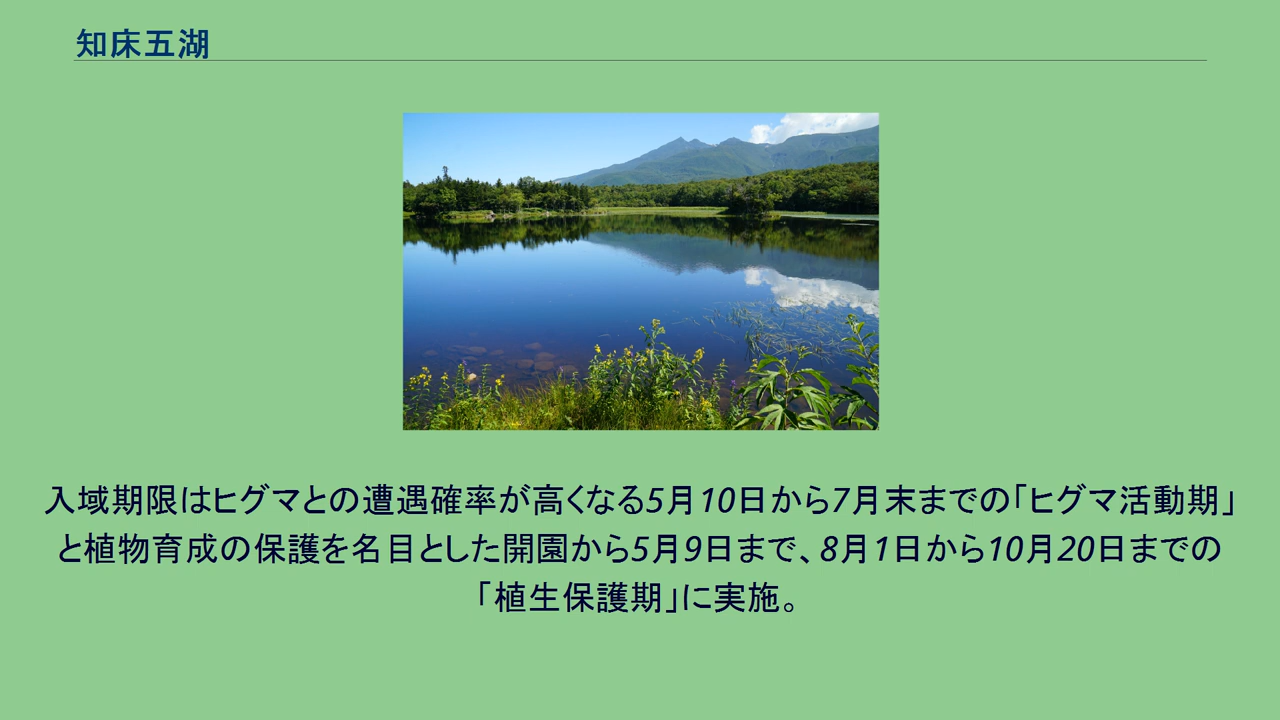 知床五湖
入域期限はヒグマとの遭遇確率が高くなる5月10日から7月末までの「ヒグマ活動期」
と植物育成の保護を名目とした開園から5月9日まで、8月1日から10月20日までの
「植生保護期」に実施。